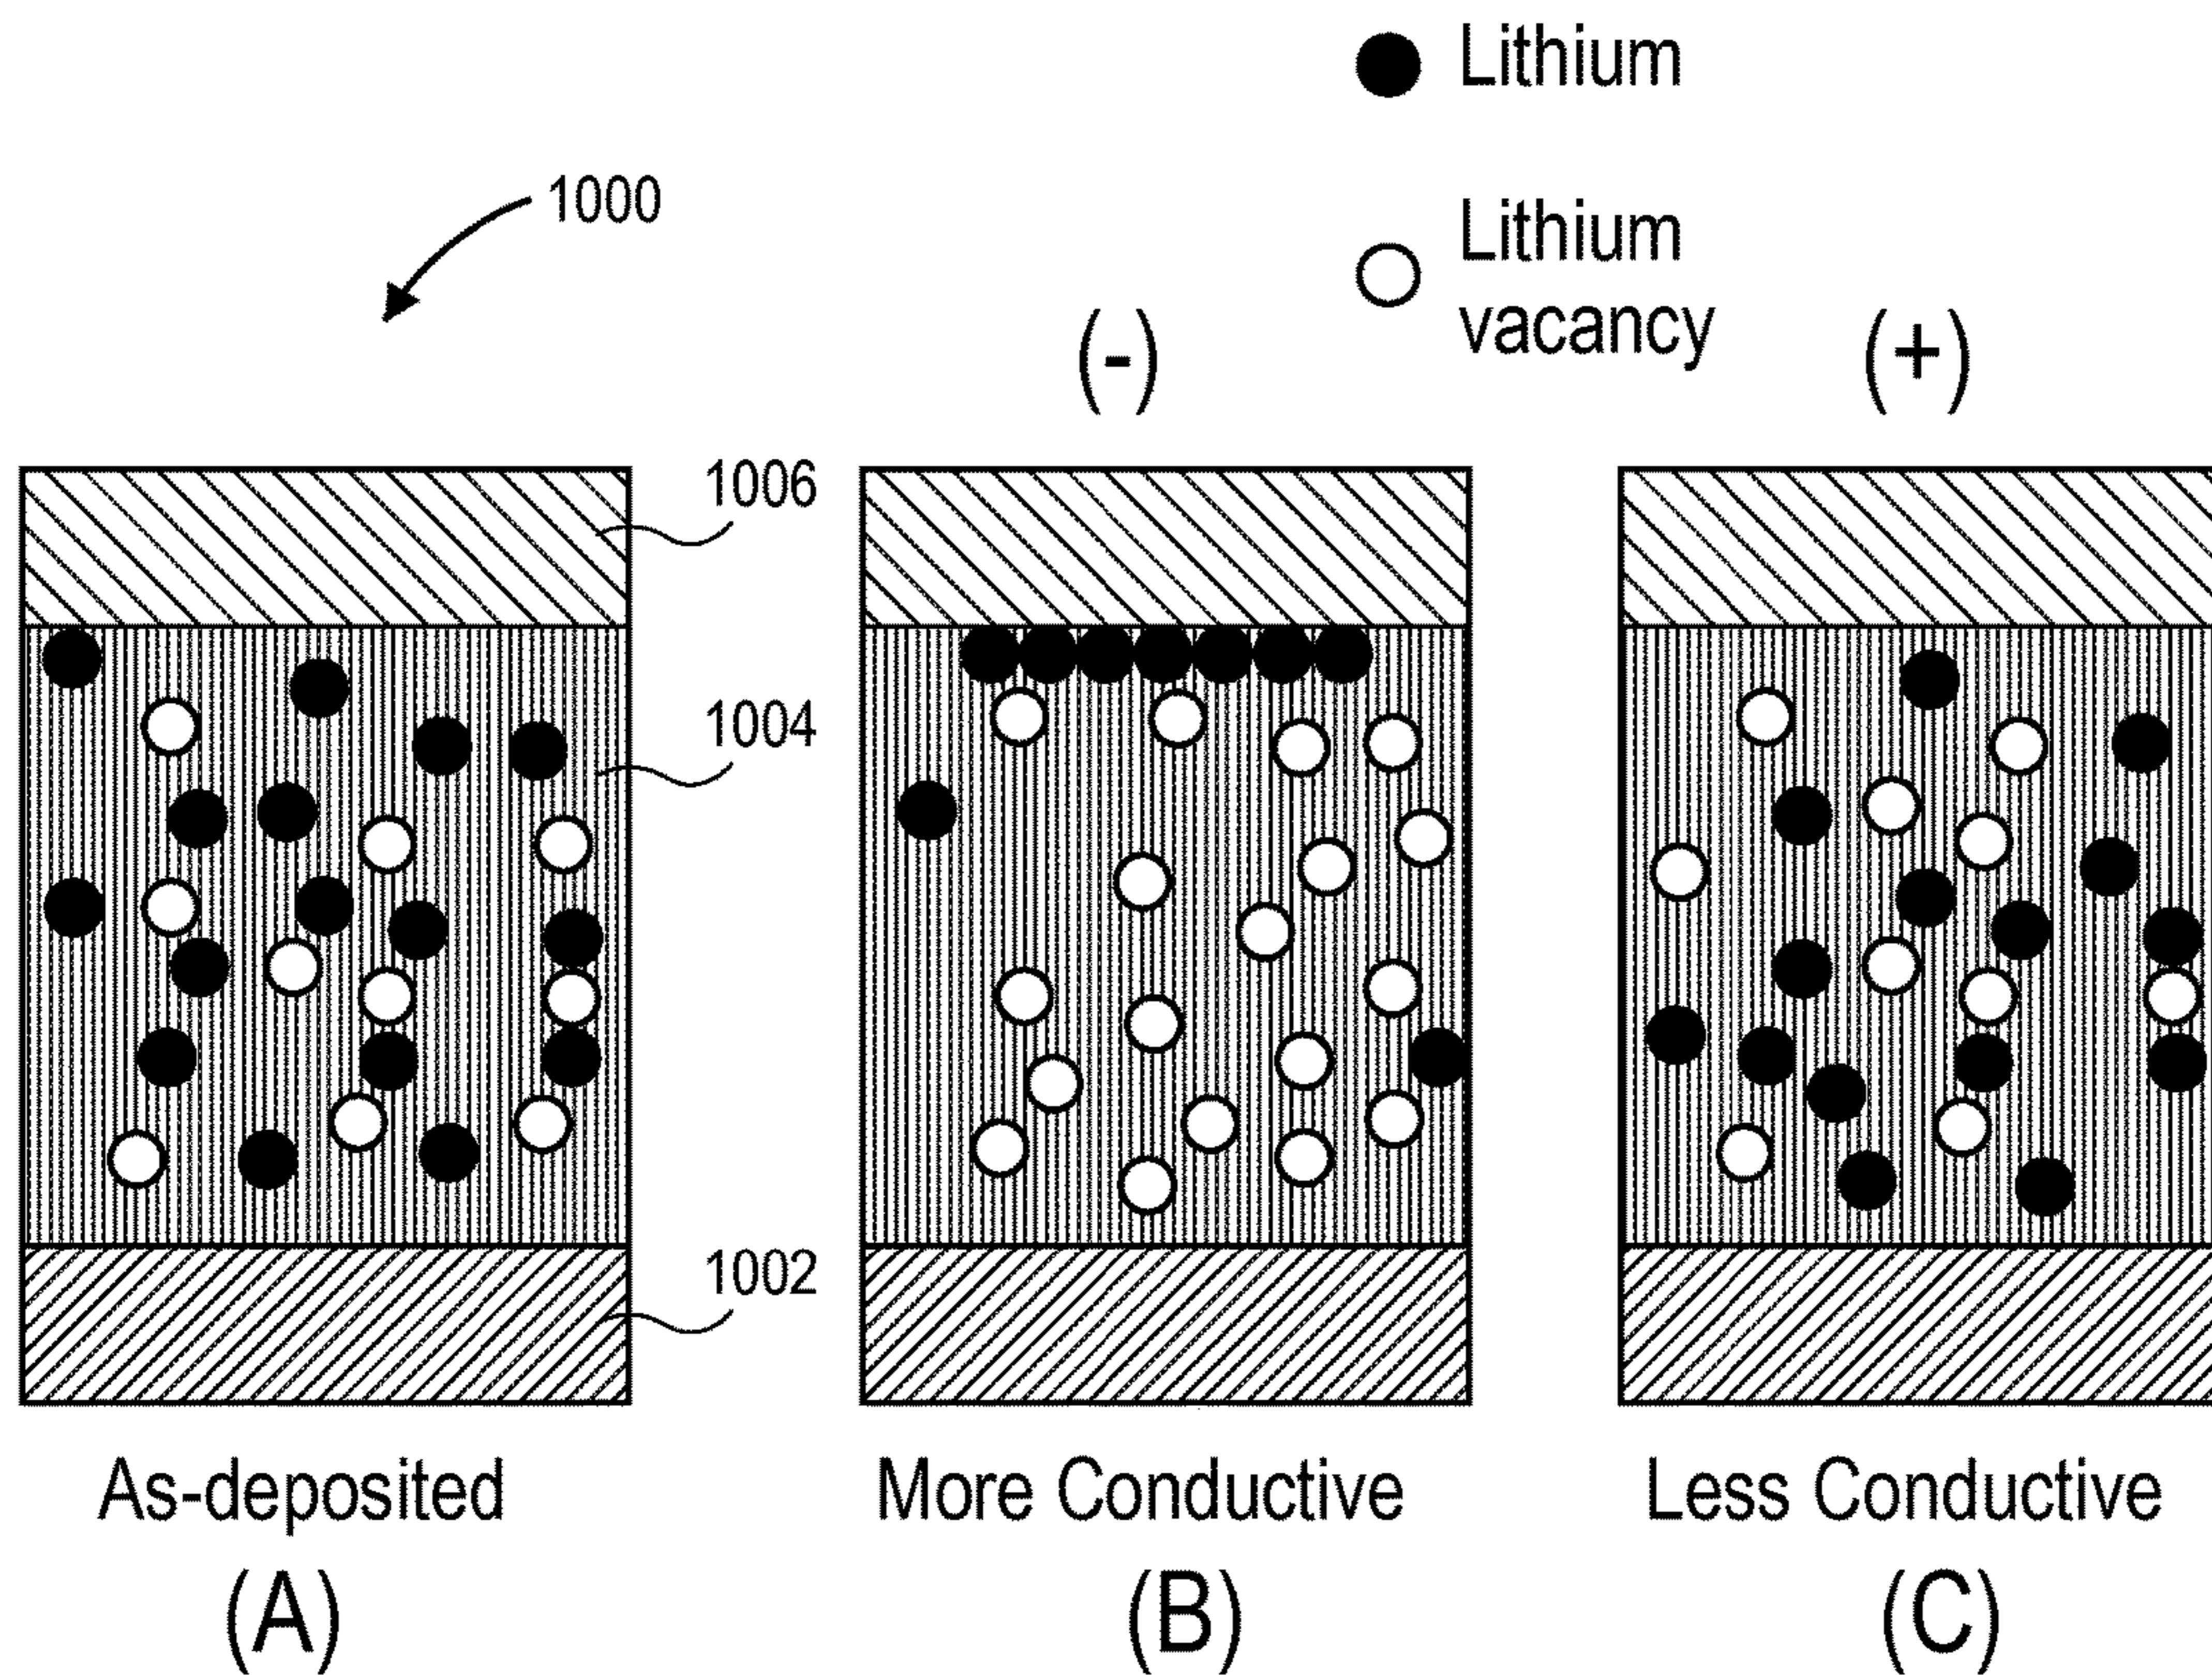 Lithium
1000
Lithium
vacancy
(-)
(+)
1006
1004
1002
As-deposited
More Conductive
Less Conductive
(A)
(B)
(C)